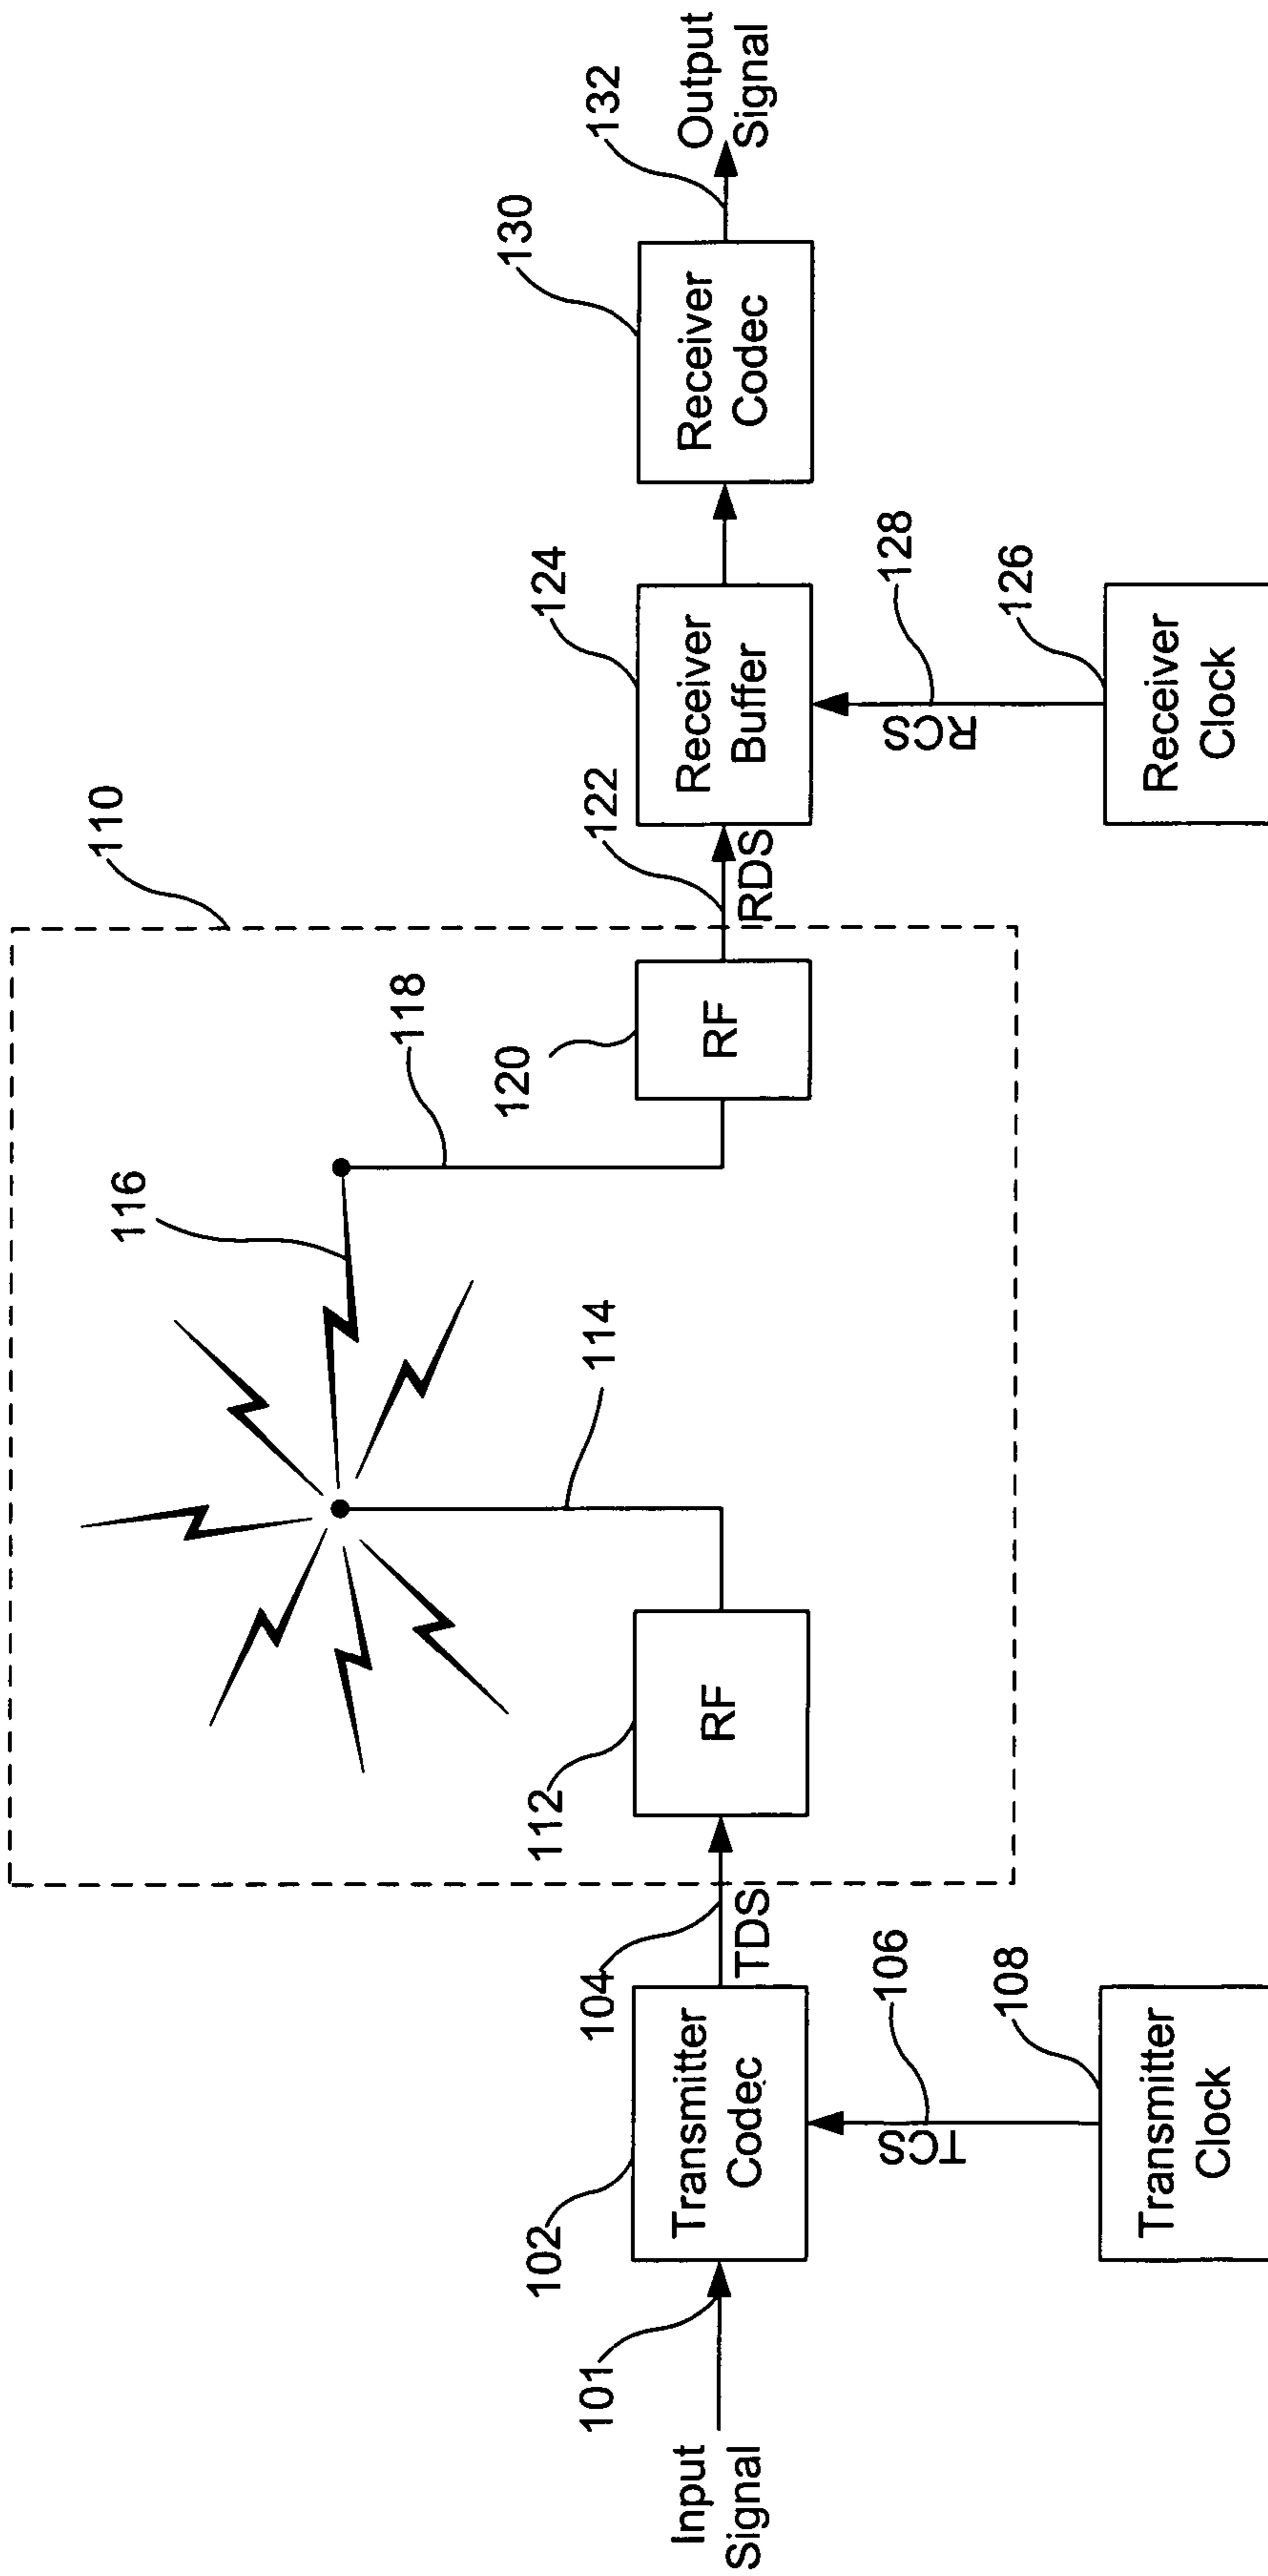 110
116
118
114
112
RF
120
RF
Input
Signal
101
102
Transmitter
Codec
104
TDS
106
TCS
108
Transmitter
Clock
122
RDS
124
Receiver
Buffer
128
RCS
126
Receiver
Clock
130
Receiver
Codec
132
Output
Signal